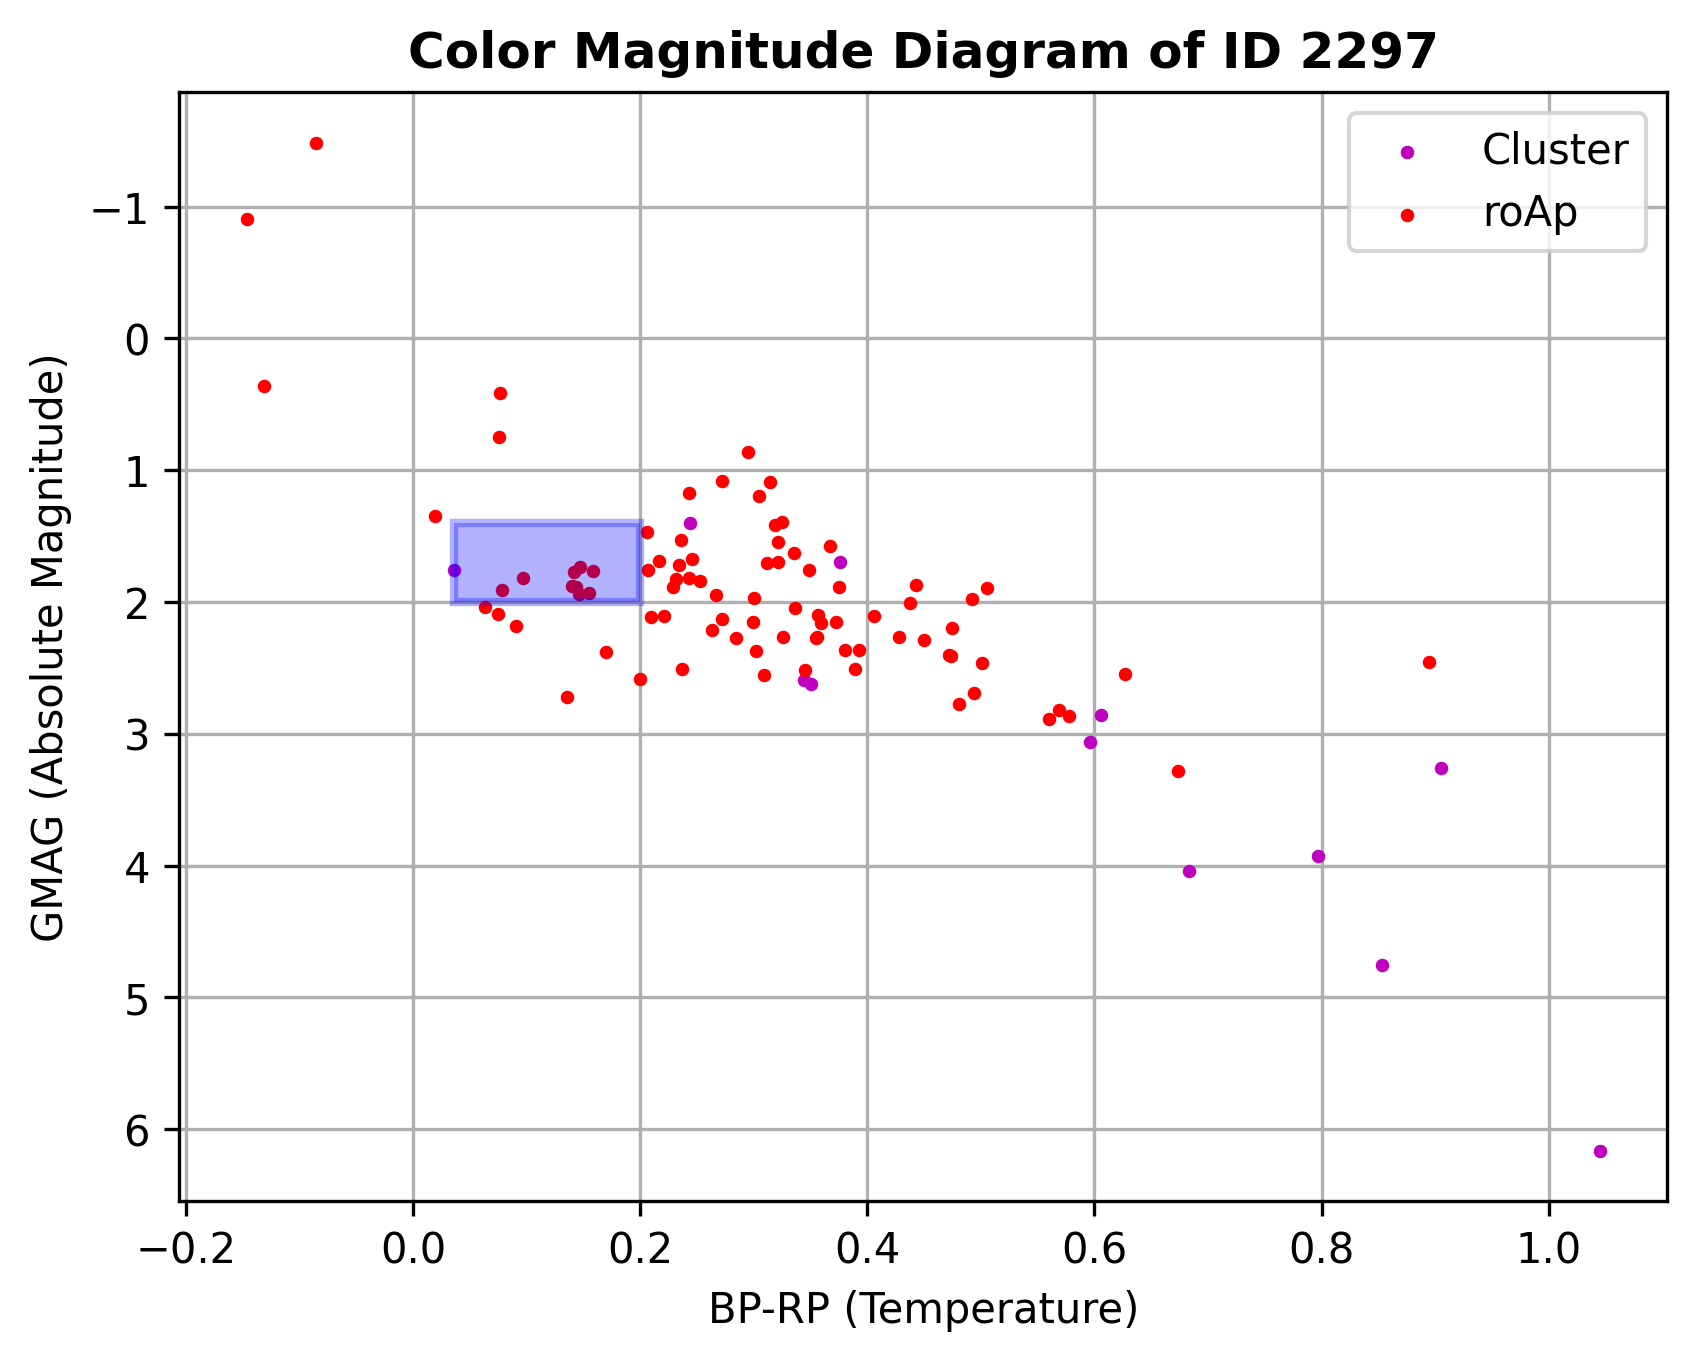 Color Magnitude Diagram of ID 2297
Cluster
roAp
GMAG (Absolute Magnitude)
−1
0
1
2
3
4
5
6
−0.2 0.0 0.2 0.4 0.6 0.8 1.0
BP-RP (Temperature)